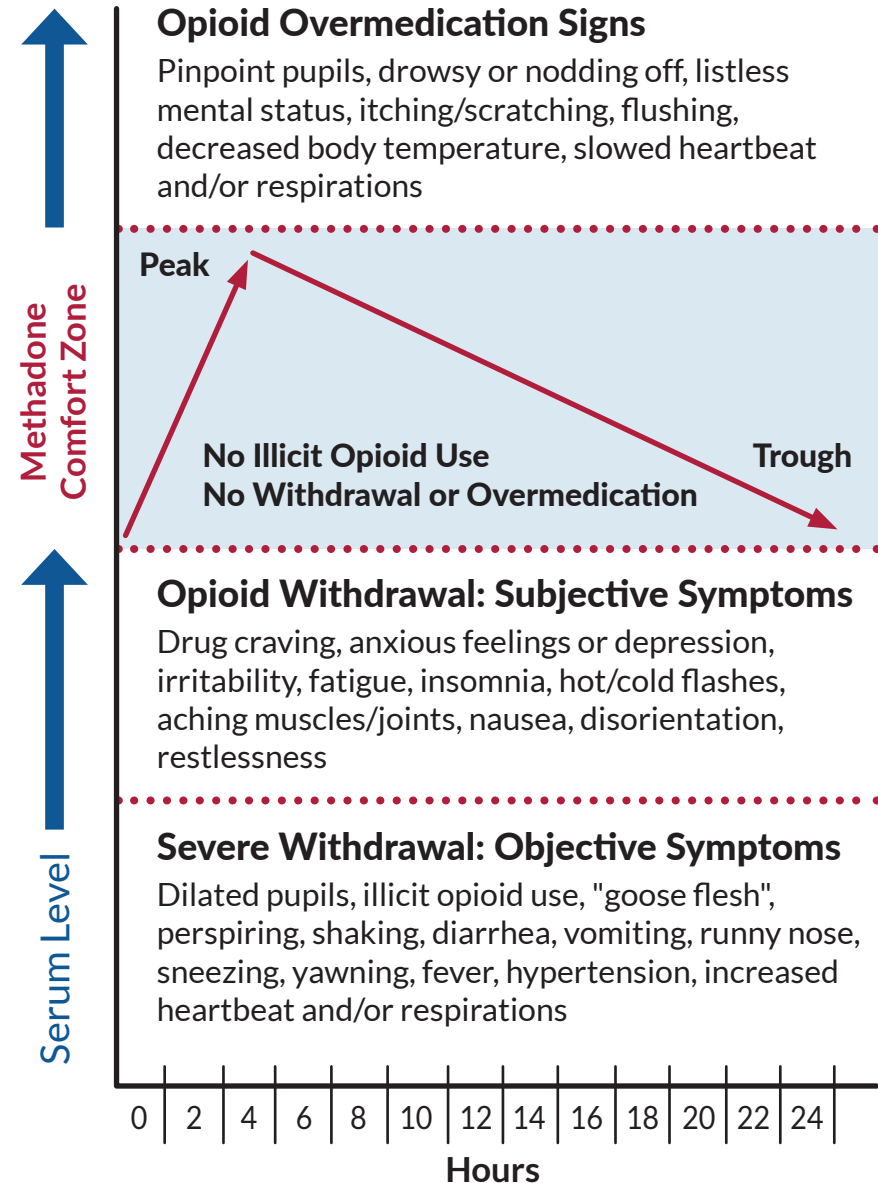 Opioid Overmedication Signs
Pinpoint pupils, drowsy or nodding off, listless
mental status, itching/scratching, flushing,
decreased body temperature, slowed heartbeat
and/or respirations
Methadone
Comfort Zone
Peak
No Illicit Opioid Use
No Withdrawal or Overmedication
Trough
Opioid Withdrawal: Subjective Symptoms
Drug craving, anxious feelings or depression,
irritability, fatigue, insomnia, hot/cold flashes,
aching muscles/joints, nausea, disorientation,
restlessness
Serum Level
Severe Withdrawal: Objective Symptoms
Dilated pupils, illicit opioid use, "goose flesh",
perspiring, shaking, diarrhea, vomiting, runny nose,
sneezing, yawning, fever, hypertension, increased
heartbeat and/or respirations
0 2 4 6 8 10 12 14 16 18 20 22 24
Hours